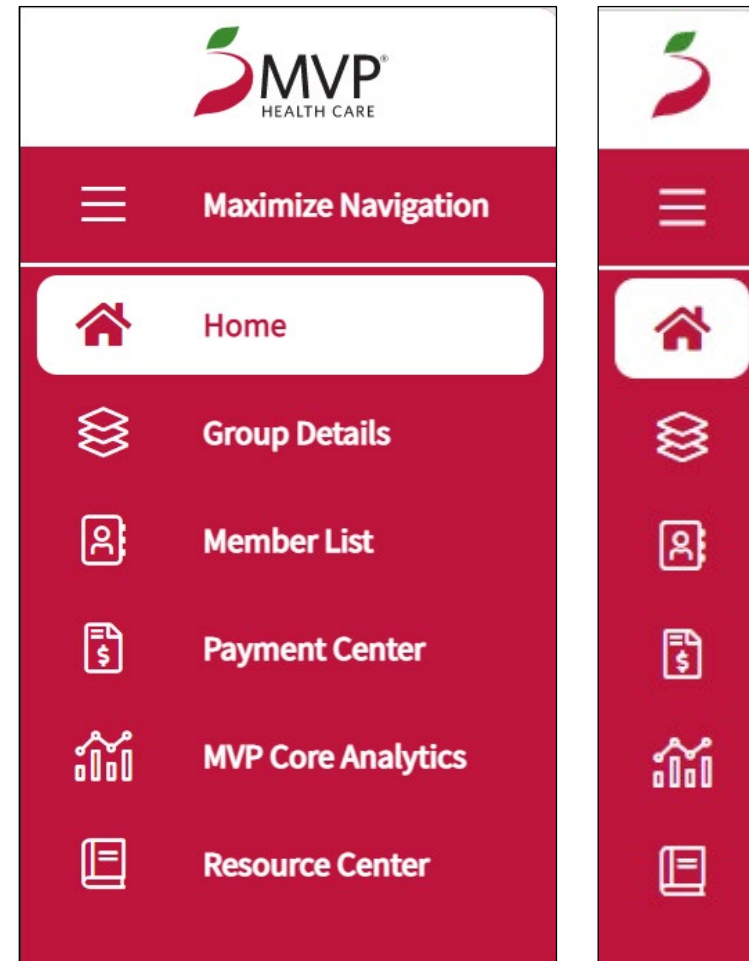 MVP®
HEALTH CARE
Maximize Navigation
Home
Group Details
Member List
$
Payment Center
MVP Core Analytics
Resource Center
$